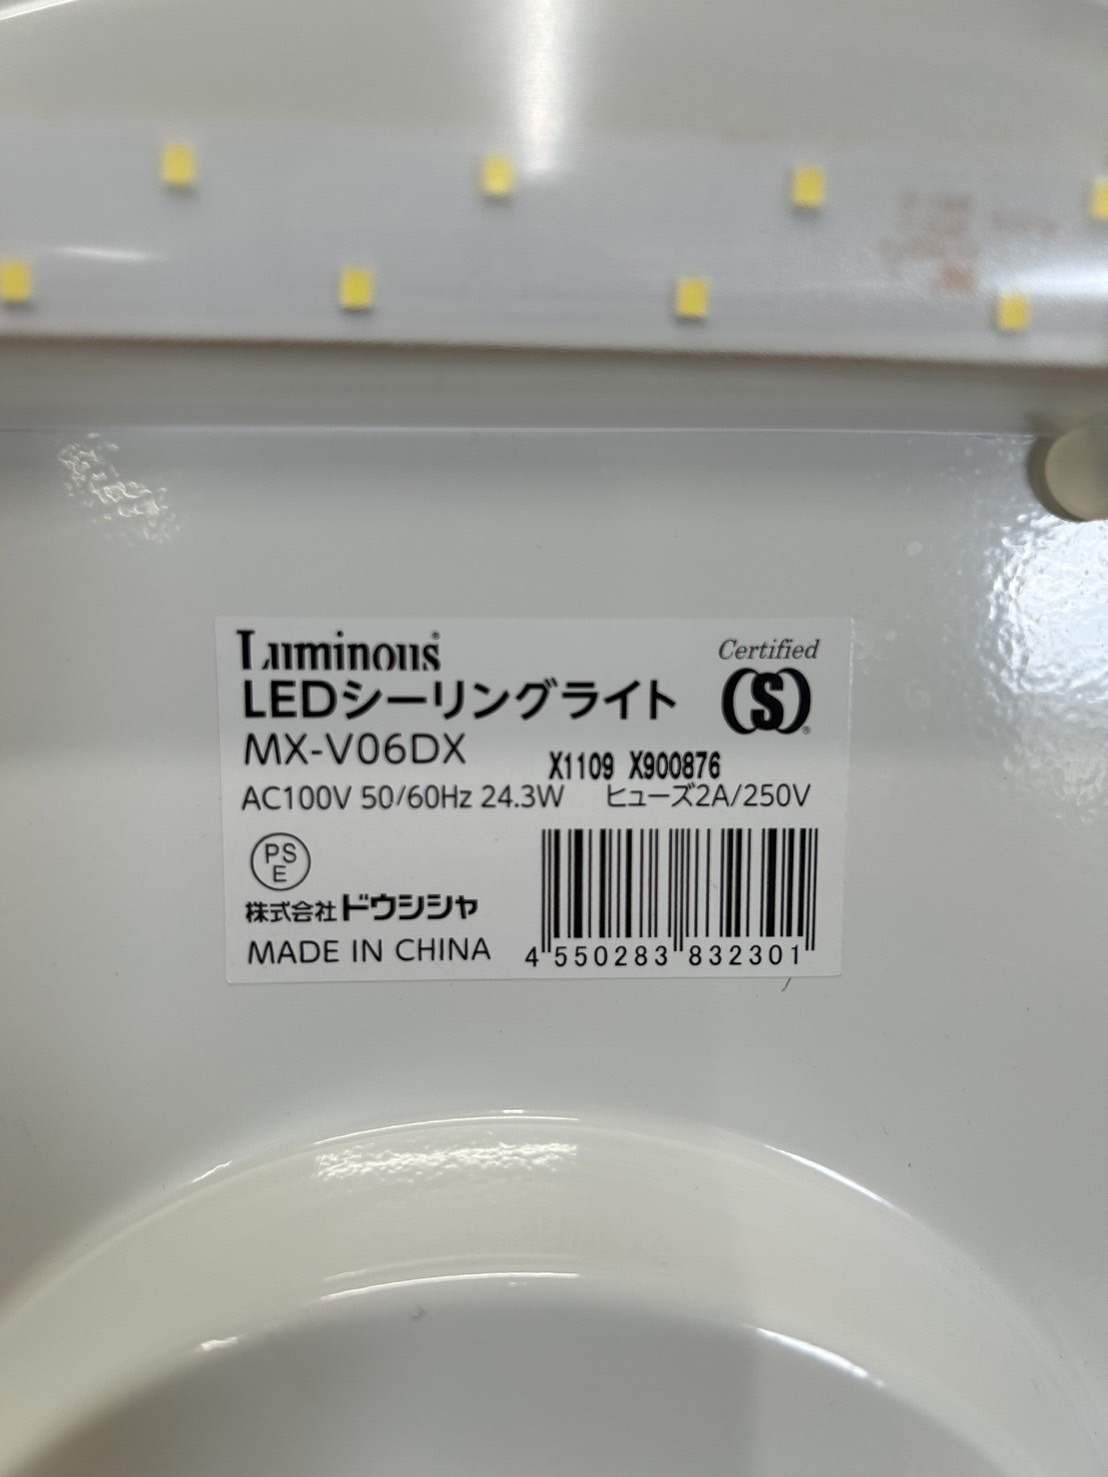 Luminous®
LEDシーリングライト
Certified
(S)®
MX-V06DX
X1109 X900876
AC100V 50/60Hz 24.3W ヒューズ2A/250V
PS
E
株式会社ドウシシャ
MADE IN CHINA
4 550283 832301